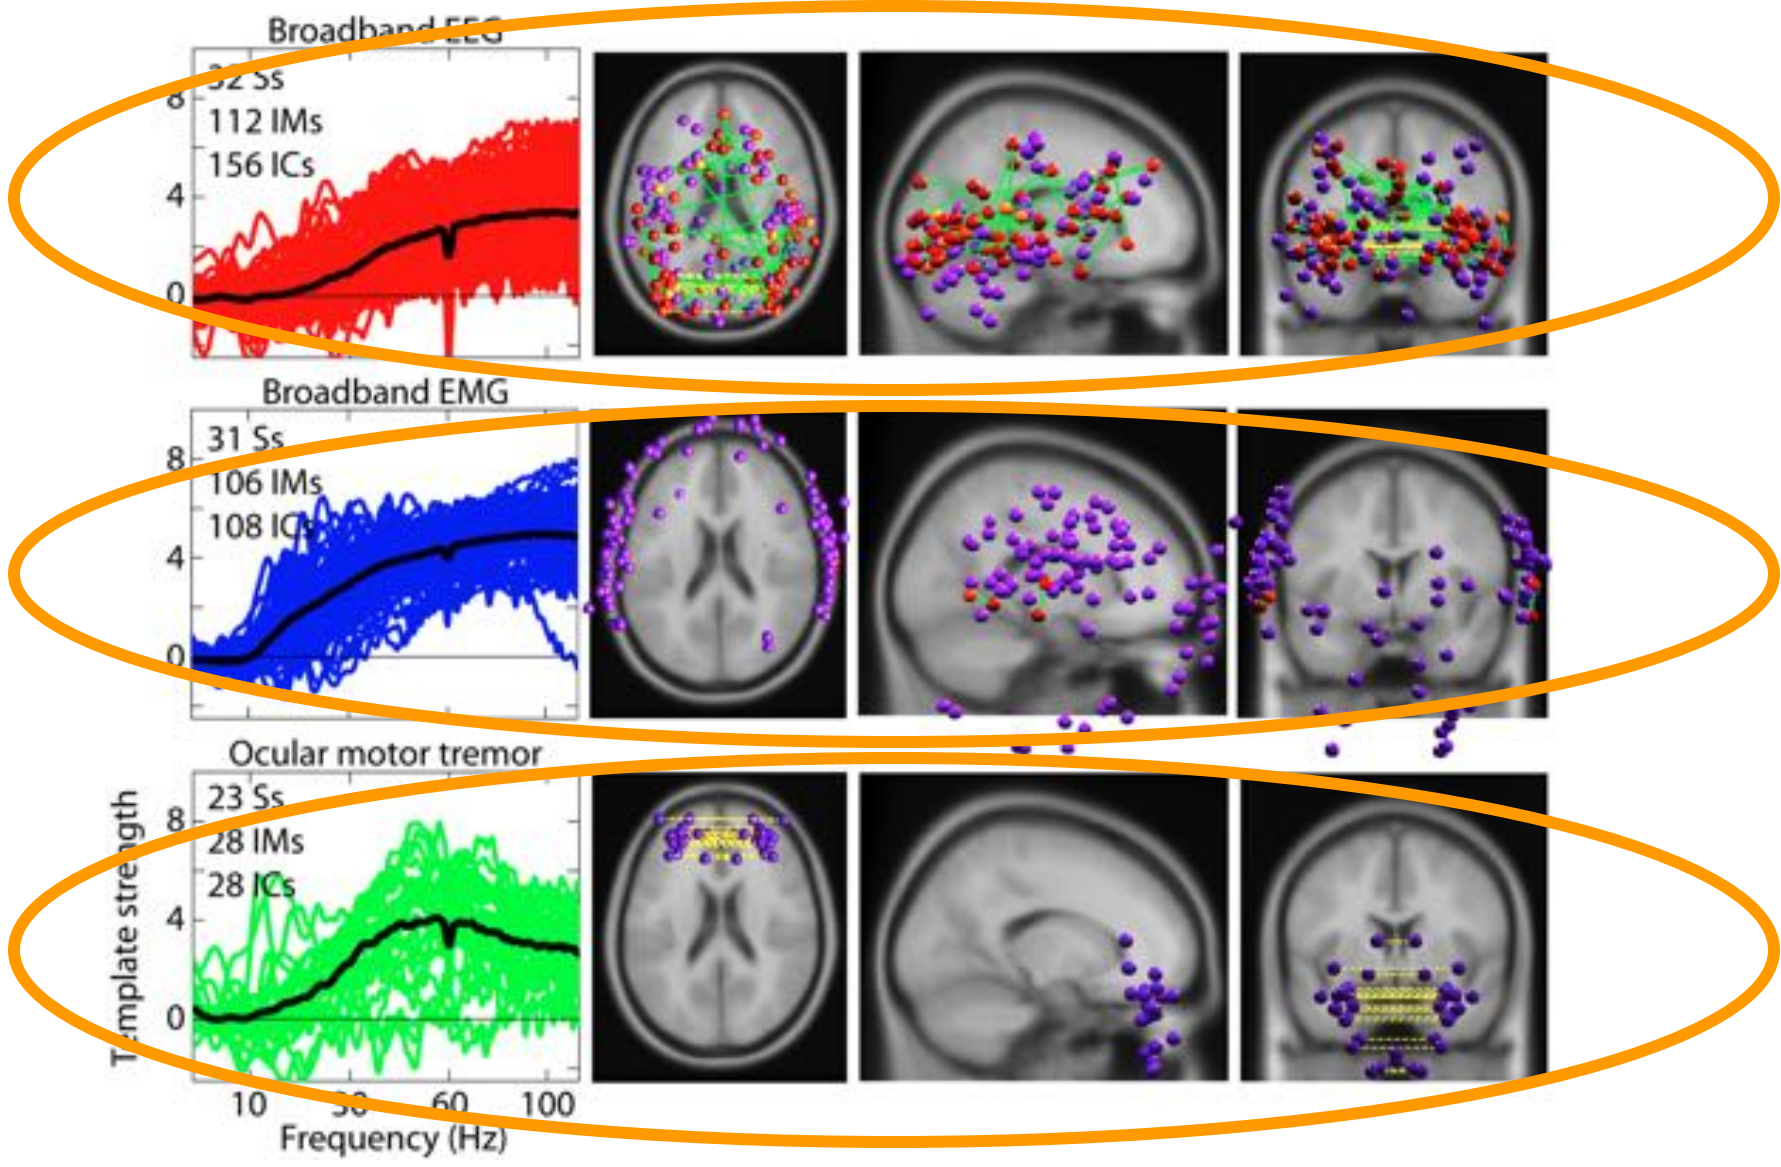 Broadband EEG
32 Ss
8
112 IMs
156 ICs
4
0
Broadband EMG
31 Ss
8
106 IMs
108 ICs
4
0
Ocular motor tremor
23 Ss
8
28 IMs
28 ICs
4
0
Template strength
10 30 60 100
Frequency (Hz)